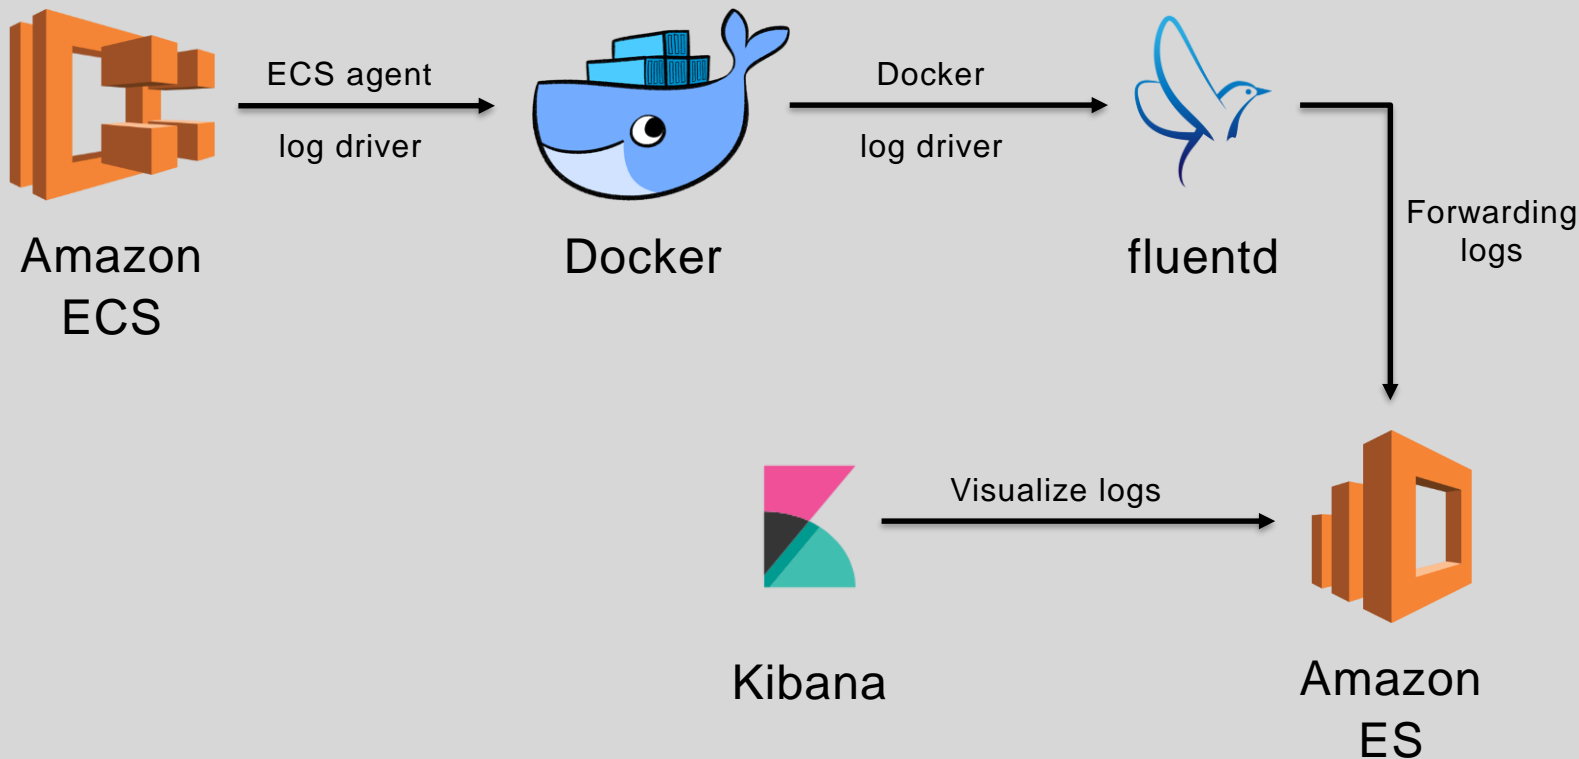 ECS agent
log driver
Docker
log driver
Amazon
ECS
Docker
fluentd
Forwarding
logs
Visualize logs
Kibana
Amazon
ES